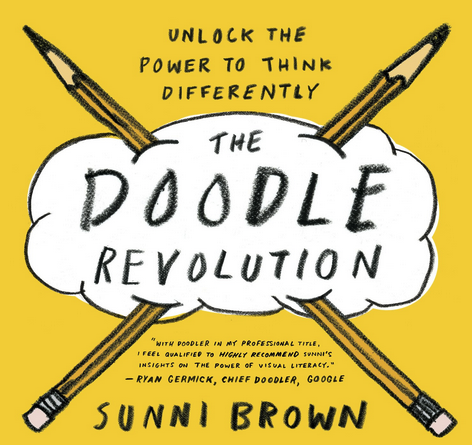 UNLOCK THE
POWER TO THINK
DIFFERENTLY
THE
DOODLE
REVOLUTION
"WITH DOODLER IN MY PROFESSIONAL TITLE,
I FEEL QUALIFIED TO HIGHLY RECOMMEND SUNNI'S
INSIGHTS ON THE POWER OF VISUAL LITERACY."
— RYAN GERMICK, CHIEF DOODLER, GOOGLE
SUNNI BROWN